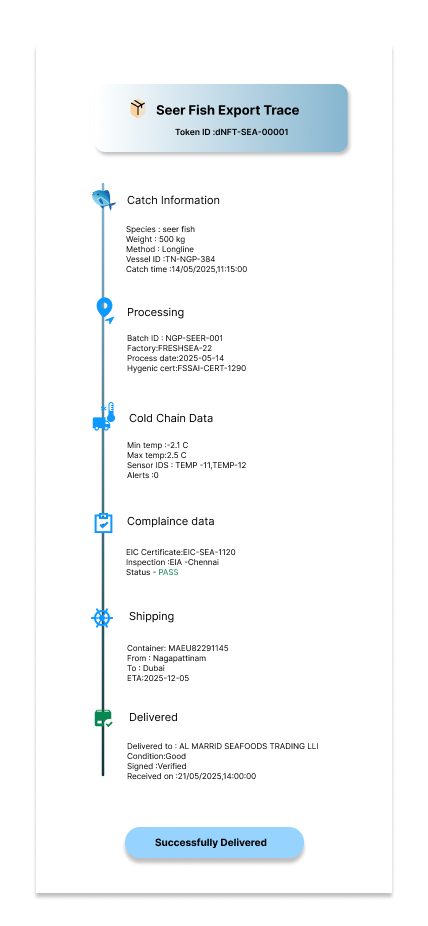 Seer Fish Export Trace
Token ID :dNFT-SEA-00001
Catch Information
Species : seer fish
Weight : 500 kg
Method : Longline
Vessel ID :TN-NGP-384
Catch time :14/05/2025,11:15:00
Processing
Batch ID : NGP-SEER-001
Factory:FRESHSEA-22
Process date:2025-05-14
Hygenic cert:FSSAI-CERT-1290
Cold Chain Data
Min temp :-2.1 C
Max temp:2.5 C
Sensor IDS : TEMP -11,TEMP-12
Alerts :0
Complaince data
EIC Certificate:EIC-SEA-1120
Inspection :EIA -Chennai
Status - PASS
Shipping
Container: MAEU82291145
From : Nagapattinam
To : Dubai
ETA:2025-12-05
Delivered
Delivered to : AL MARRID SEAFOODS TRADING LLI
Condition:Good
Signed :Verified
Received on :21/05/2025,14:00:00
Successfully Delivered